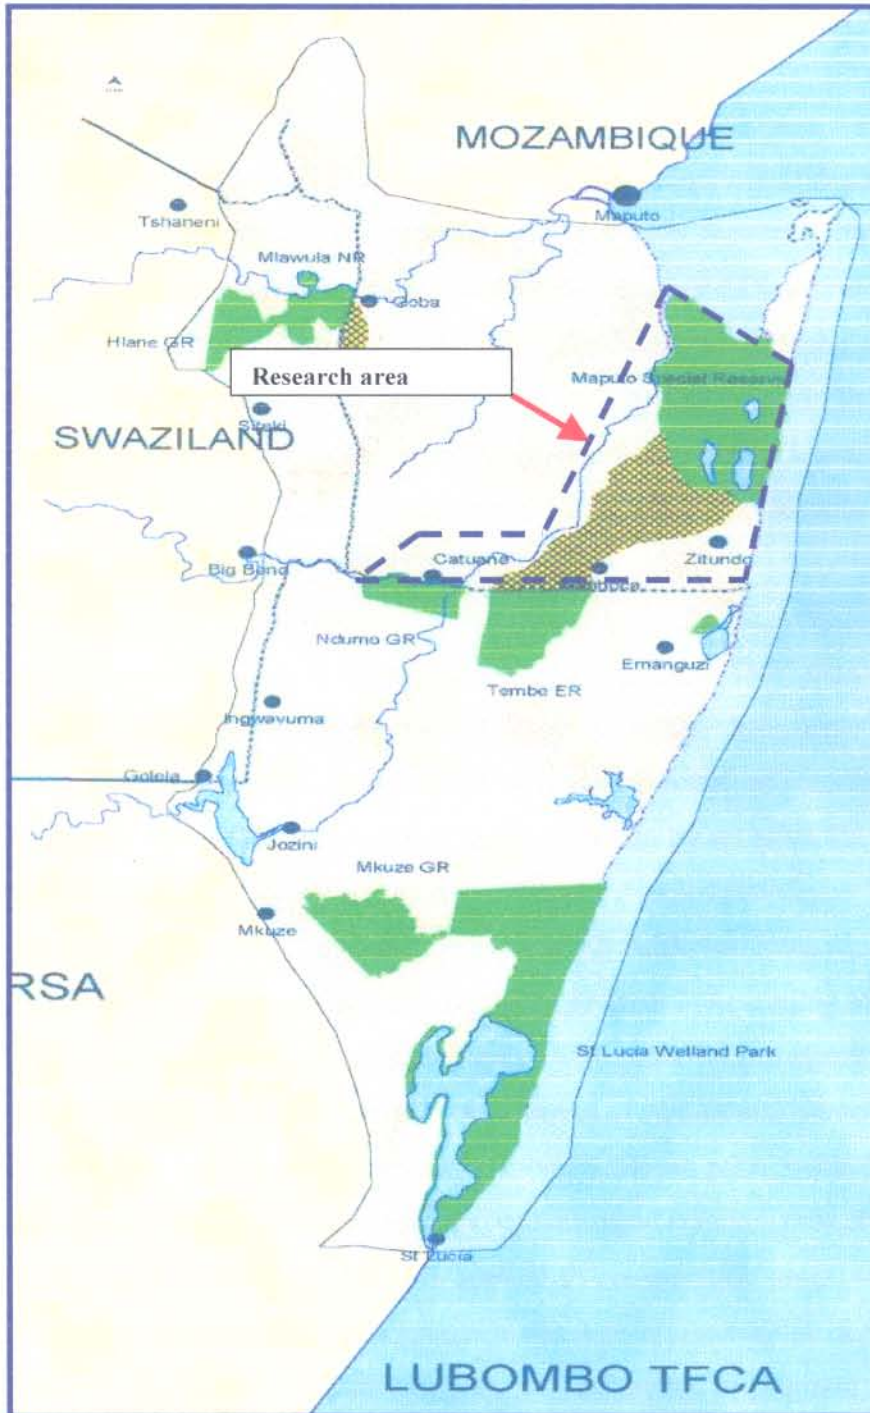 MOZAMBIQUE
Maputo
Tshaneni
Mlawula NR
Goba
Hlane GR
Research area
Maputo Special Reserve
Siteki
SWAZILAND
Big Bend
Catuane
Zitundo
Ndumo GR
Emanguzi
Tembe ER
Ingwavuma
Golela
Jozini
Mkuze GR
Mkuze
RSA
St Lucia Wetland Park
St Lucia
LUBOMBO TFCA